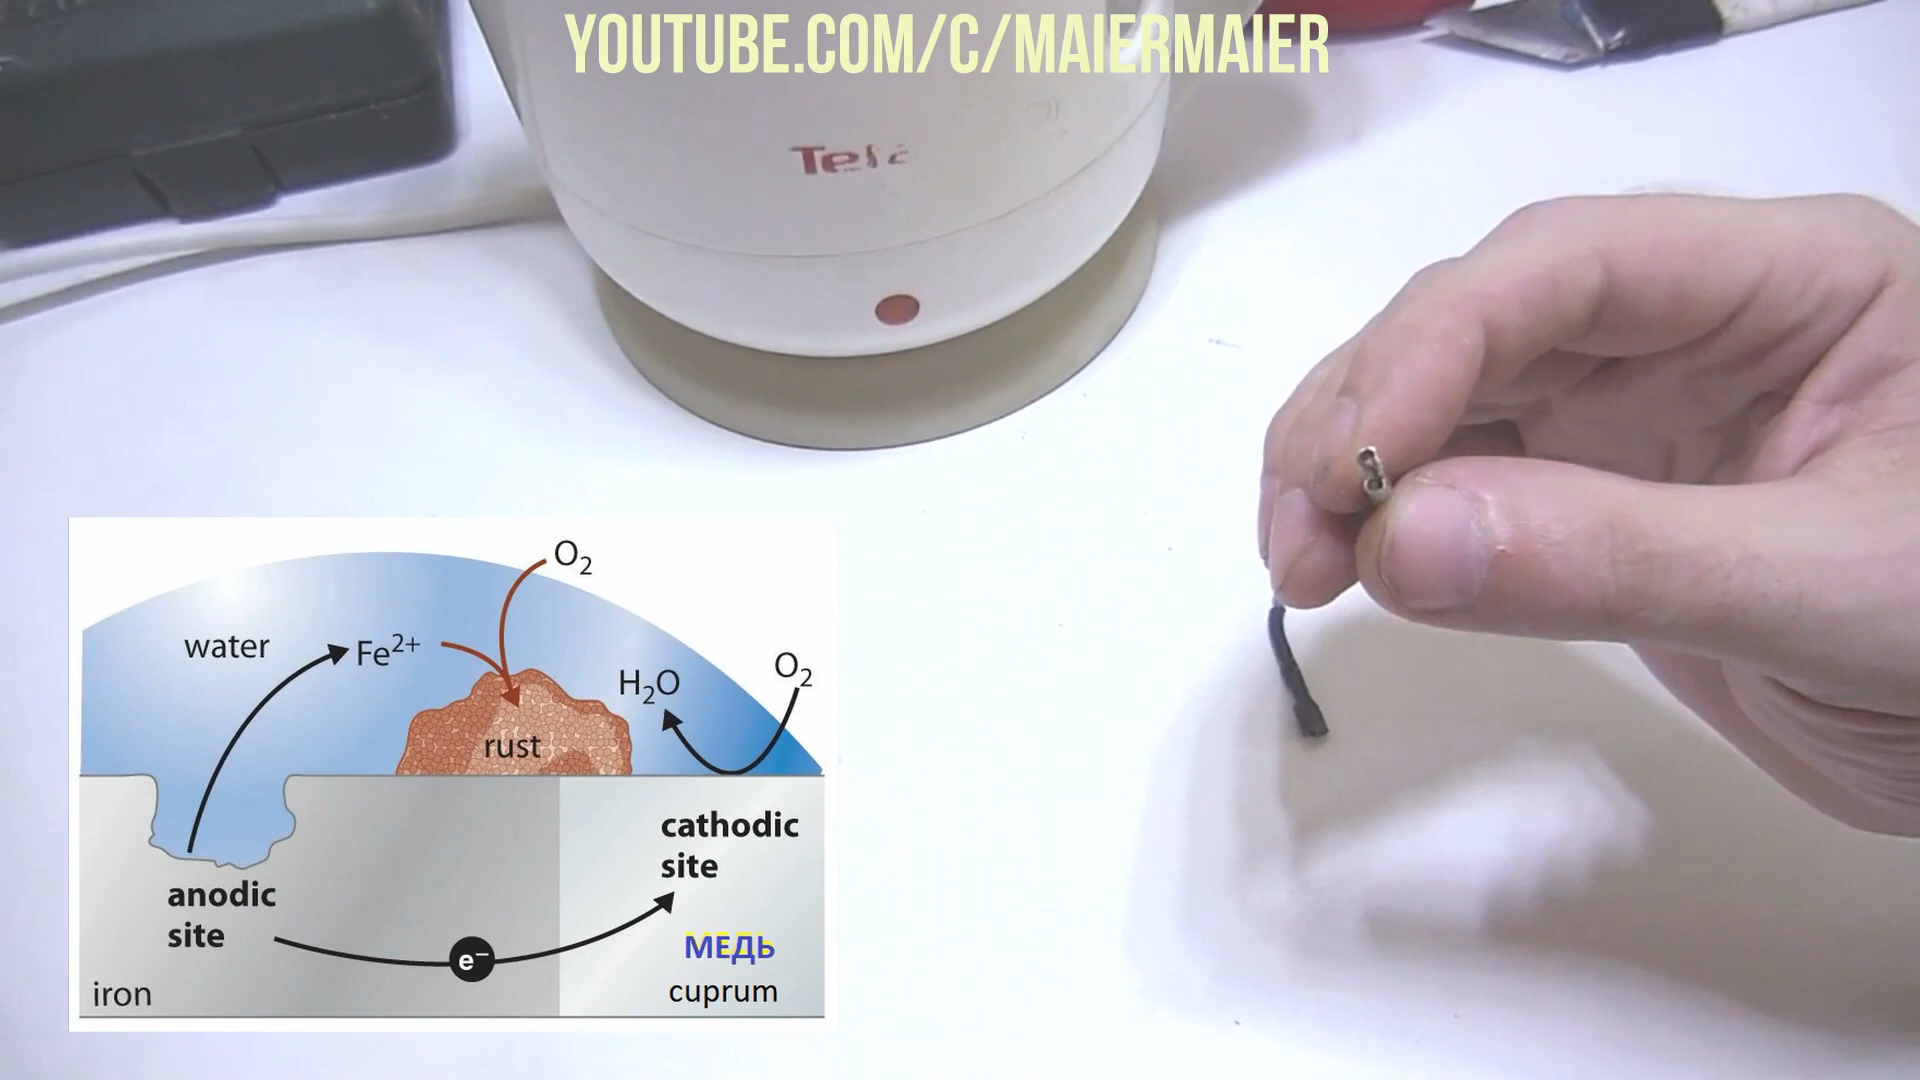 YOUTUBE.COM/C/MAIERMAIER
O₂
water
Fe²⁺
H₂O
O₂
rust
cathodic
site
anodic
site
e⁻
МЕДЬ
cuprum
iron